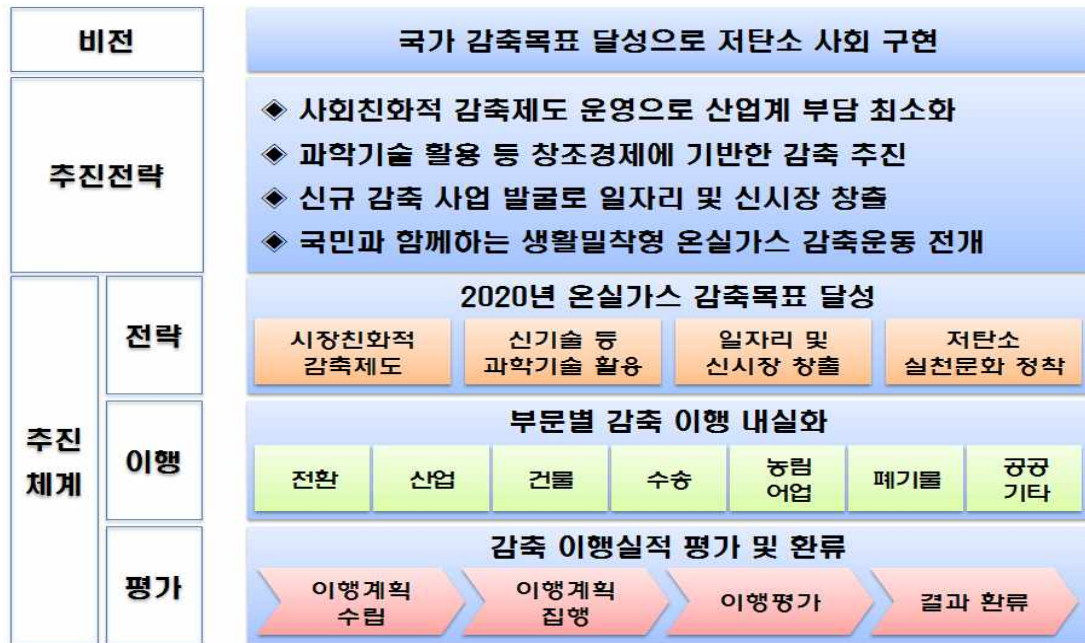 비전
국가 감축목표 달성으로 저탄소 사회 구현
추진전략
◈ 사회친화적 감축제도 운영으로 산업계 부담 최소화
◈ 과학기술 활용 등 창조경제에 기반한 감축 추진
◈ 신규 감축 사업 발굴로 일자리 및 신시장 창출
◈ 국민과 함께하는 생활밀착형 온실가스 감축운동 전개
추진
체계
전략
2020년 온실가스 감축목표 달성
시장친화적
감축제도
신기술 등
과학기술 활용
일자리 및
신시장 창출
저탄소
실천문화 정착
이행
부문별 감축 이행 내실화
전환
산업
건물
수송
농림
어업
폐기물
공공
기타
평가
감축 이행실적 평가 및 환류
이행계획
수립
이행계획
집행
이행평가
결과 환류